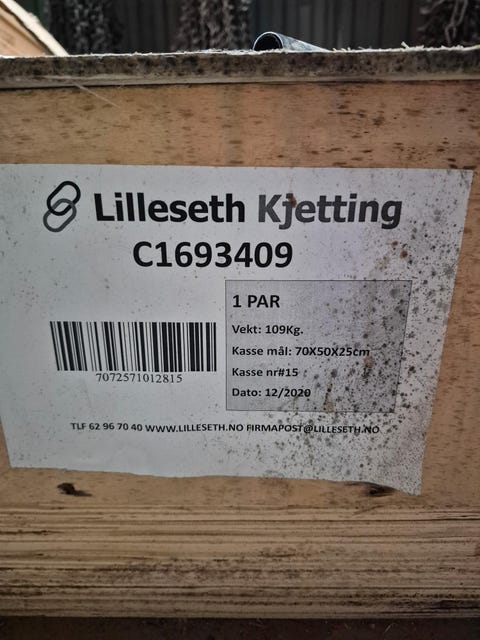 Lilleseth Kjetting
C1693409
1 PAR
Vekt: 109Kg.
Kasse mål: 70X50X25cm
Kasse nr#15
Dato: 12/2020
7072571012815
TLF 62 96 70 40 WWW.LILLESETH.NO FIRMAPOST@LILLESETH.NO